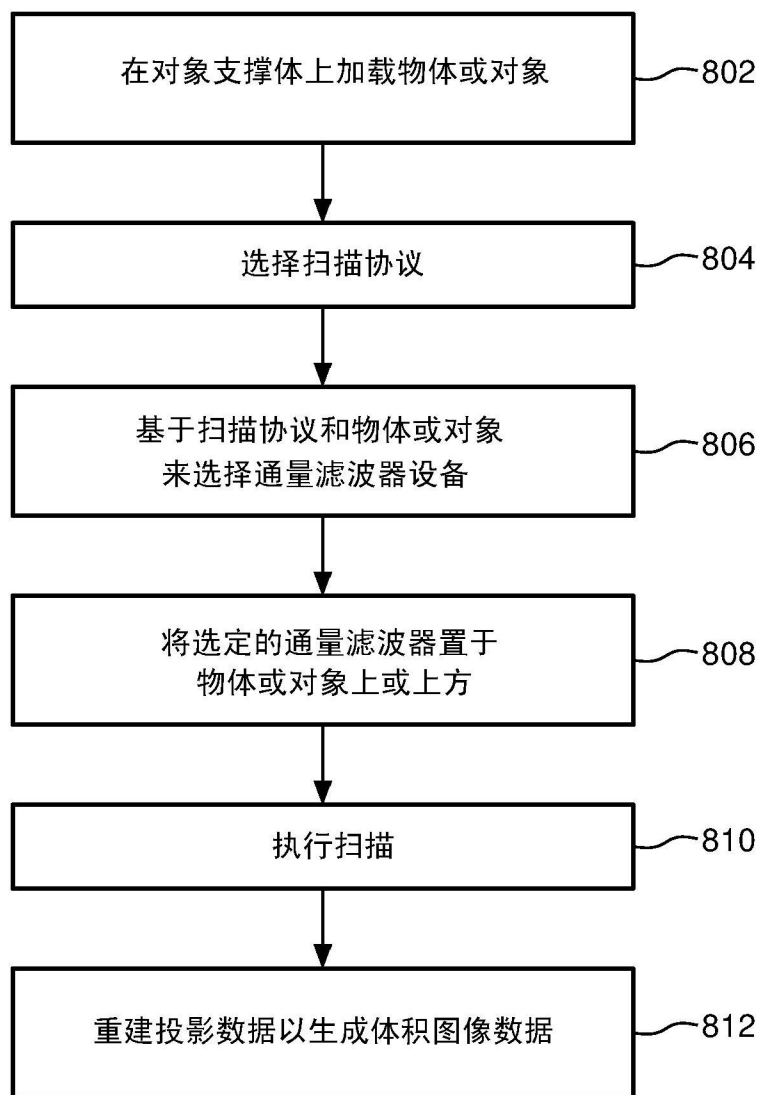 在对象支撑体上加载物体或对象
802
选择扫描协议
804
基于扫描协议和物体或对象
来选择通量滤波器设备
806
将选定的通量滤波器置于
物体或对象上或上方
808
执行扫描
810
重建投影数据以生成体积图像数据
812